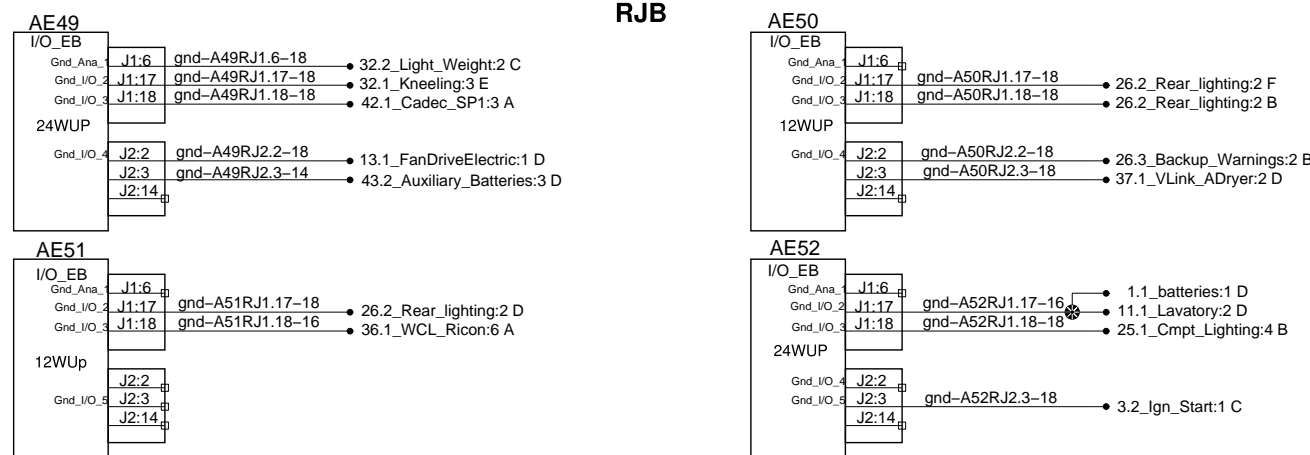 RJB
AE49
I/O_EB
Gnd_Ana_1 J1:6 gnd-A49RJ1.6-18 32.2_Light_Weight:2 C
Gnd_I/O_2 J1:17 gnd-A49RJ1.17-18 32.1_Kneeling:3 E
Gnd_I/O_3 J1:18 gnd-A49RJ1.18-18 42.1_Cadec_SP1:3 A
24WUP
Gnd_I/O_4 J2:2 gnd-A49RJ2.2-18 13.1_FanDriveElectric:1 D
J2:3 gnd-A49RJ2.3-14 43.2_Auxiliary_Batteries:3 D
J2:14
AE50
I/O_EB
Gnd_Ana_1 J1:6
Gnd_I/O_2 J1:17 gnd-A50RJ1.17-18 26.2_Rear_lighting:2 F
Gnd_I/O_3 J1:18 gnd-A50RJ1.18-18 26.2_Rear_lighting:2 B
12WUP
Gnd_I/O_4 J2:2 gnd-A50RJ2.2-18 26.3_Backup_Warnings:2 B
J2:3 gnd-A50RJ2.3-18 37.1_VLink_ADryer:2 D
J2:14
AE51
I/O_EB
Gnd_Ana_1 J1:6
Gnd_I/O_2 J1:17 gnd-A51RJ1.17-18 26.2_Rear_lighting:2 D
Gnd_I/O_3 J1:18 gnd-A51RJ1.18-16 36.1_WCL_Ricon:6 A
12WUp
J2:2
Gnd_I/O_5 J2:3
J2:14
AE52
I/O_EB
Gnd_Ana_1 J1:6 1.1_batteries:1 D
Gnd_I/O_2 J1:17 gnd-A52RJ1.17-16 11.1_Lavatory:2 D
Gnd_I/O_3 J1:18 gnd-A52RJ1.18-18 25.1_Cmpt_Lighting:4 B
24WUP
Gnd_I/O_4 J2:2
Gnd_I/O_5 J2:3 gnd-A52RJ2.3-18 3.2_Ign_Start:1 C
J2:14